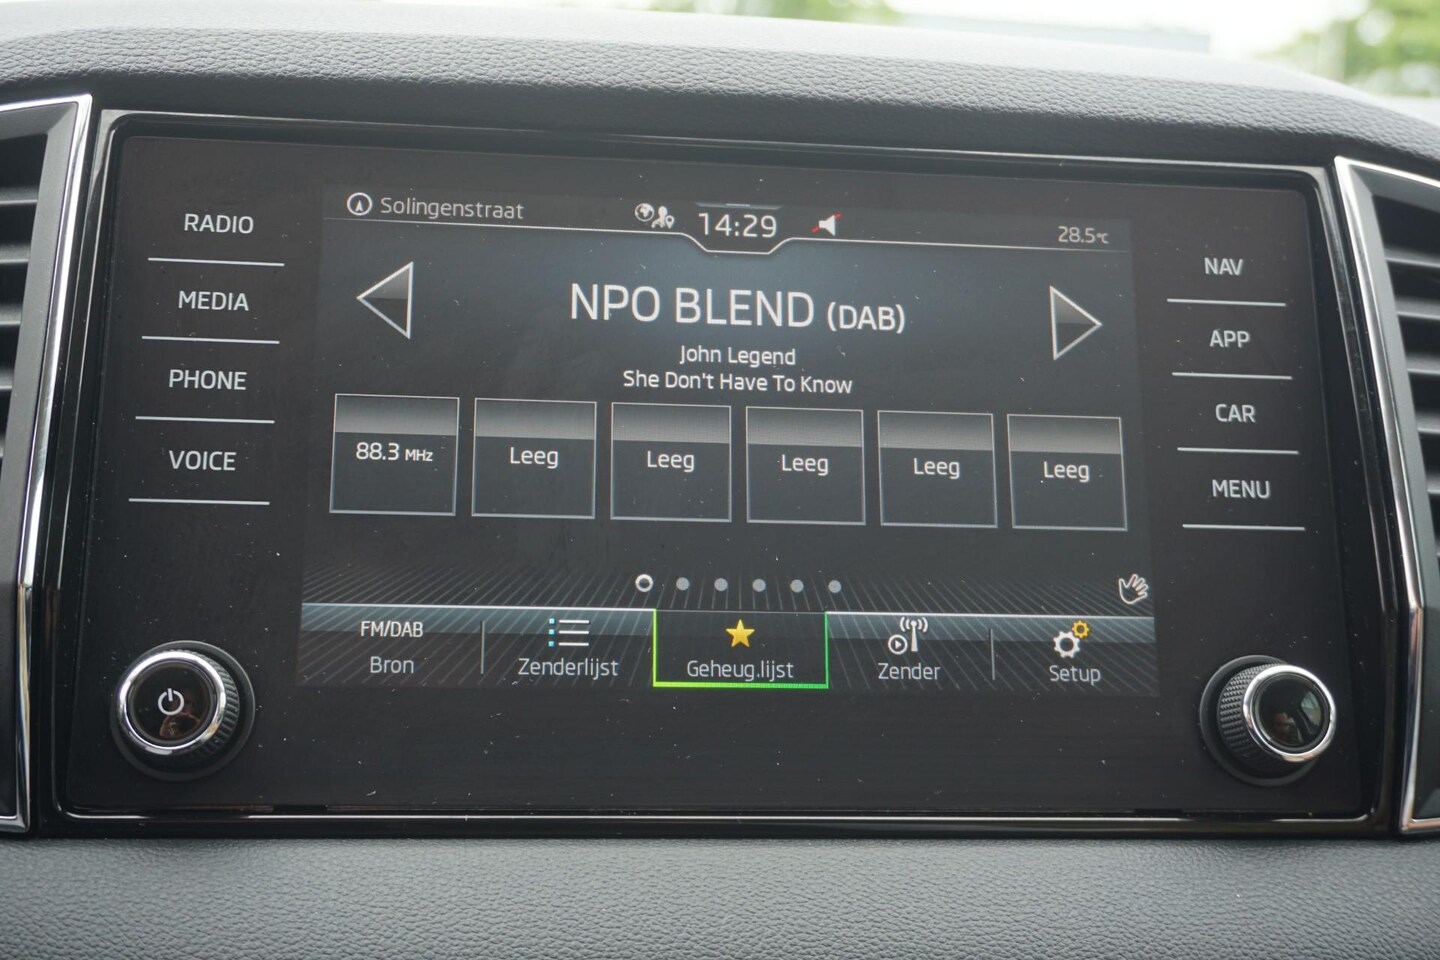 RADIO
MEDIA
PHONE
VOICE
Solingenstraat
14:29
28.5°C
NPO BLEND (DAB)
John Legend
She Don't Have To Know
88.3 MHz
Leeg
Leeg
Leeg
Leeg
Leeg
FM/DAB
Bron
Zenderlijst
Geheug.lijst
Zender
Setup
NAV
APP
CAR
MENU